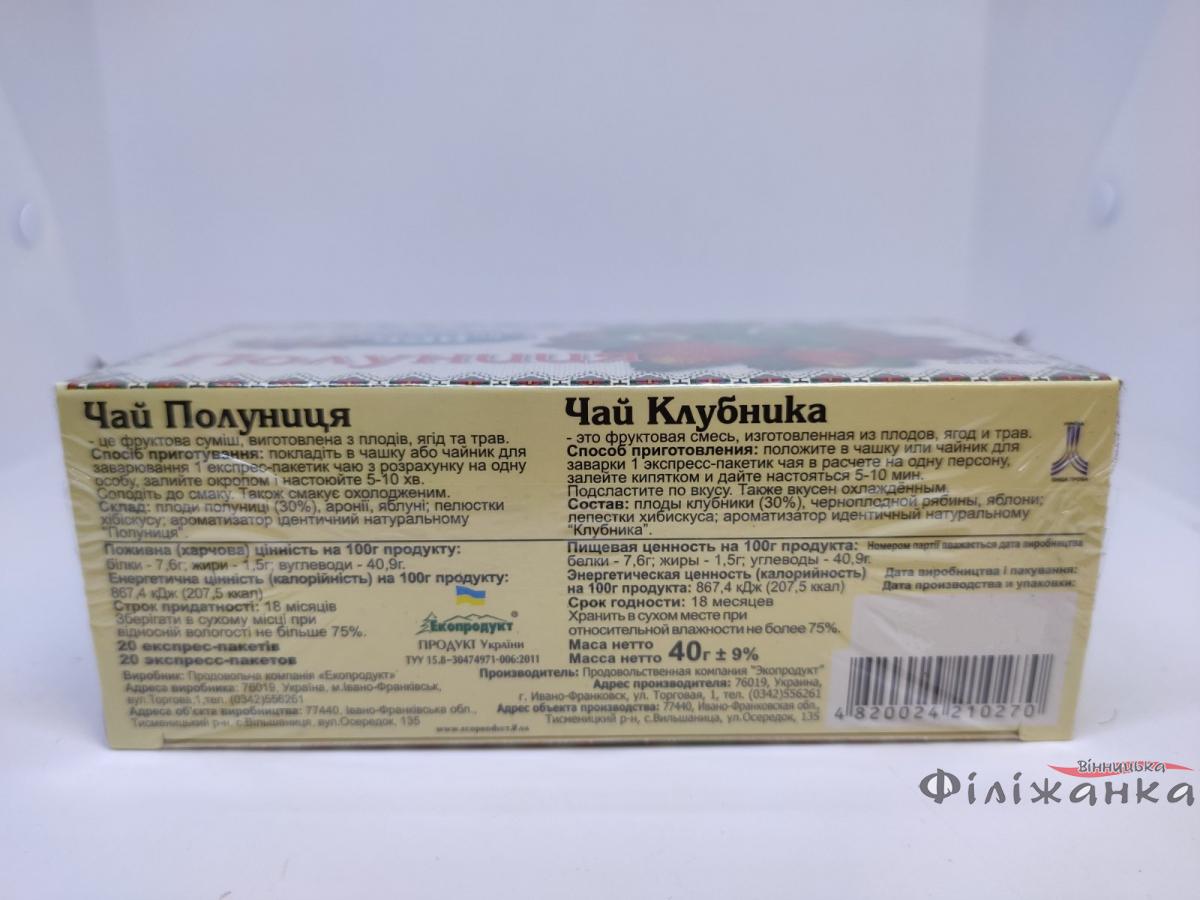 Полуниця
Чай Полуниця
- це фруктова суміш, виготовлена з плодів, ягід та трав.
Спосіб приготування: покладіть в чашку або чайник для
заварювання 1 експрес-пакетик чаю з розрахунку на одну
особу, залийте окропом і настоюйте 5-10 хв.
Солодіть до смаку. Також смакує охолодженим.
Склад: плоди полуниці (30%), аронії, яблуні; пелюстки
хібіскусу; ароматизатор ідентичний натуральному
"Полуниця".
Поживна (харчова) цінність на 100г продукту:
білки - 7,6г; жири - 1,5г; вуглеводи - 40,9г.
Енергетична цінність (калорійність) на 100г продукту:
867,4 кДж (207,5 ккал)
Строк придатності: 18 місяців
Зберігати в сухому місці при
відносній вологості не більше 75%.
20 експрес-пакетів
20 экспресс-пакетов
Екопродукт®
ПРОДУКТ України
ТУУ 15.8-30474971-006:2011
Виробник: Продовольча компанія «Екопродукт»
Адреса виробника: 76019, Україна, м.Івано-Франківськ,
вул.Торгова,1,тел. (0342)556261
Адреса об'єкта виробництва: 77440, Івано-Франківська обл.,
Тисменицький р-н, с.Вільшаниця, вул.Осередок, 135
Чай Клубника
- это фруктовая смесь, изготовленная из плодов, ягод и трав.
Способ приготовления: положите в чашку или чайник для
заварки 1 экспресс-пакетик чая в расчете на одну персону,
залейте кипятком и дайте настояться 5-10 мин.
Подсластите по вкусу. Также вкусен охлаждённым.
Состав: плоды клубники (30%), черноплодной рябины, яблони;
лепестки хибискуса; ароматизатор идентичный натуральному
"Клубника".
Пищевая ценность на 100г продукта:
белки - 7,6г; жиры - 1,5г; углеводы - 40,9г.
Энергетическая ценность (калорийность)
на 100г продукта: 867,4 кДж (207,5 ккал)
Срок годности: 18 месяцев
Хранить в сухом месте при
относительной влажности не более 75%.
Маса нетто
Масса нетто 40г ± 9%
Производитель: Продовольственная компания "Экопродукт"
Адрес производителя: 76019, Украина,
г. Ивано-Франковск, ул. Торговая, 1, тел. (0342)556261
Адрес объекта производства: 77440, Ивано-Франковская обл.,
Тисменицкий р-н, с.Вильшаница, ул.Осередок, 135
Номером партії вважається дата виробництва
Дата виробництва і пакування:
Дата производства и упаковки:
4 820024 210270
Вінницька
Філіжанка